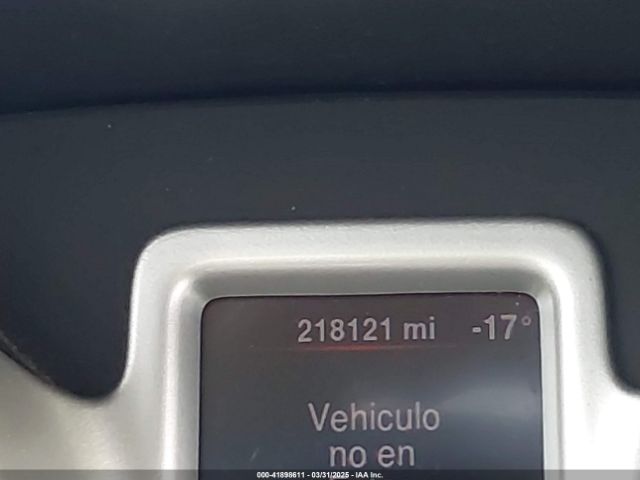 218121 mi -17°
Vehiculo
no en
000-41898611 - 03/31/2025 - IAA Inc.